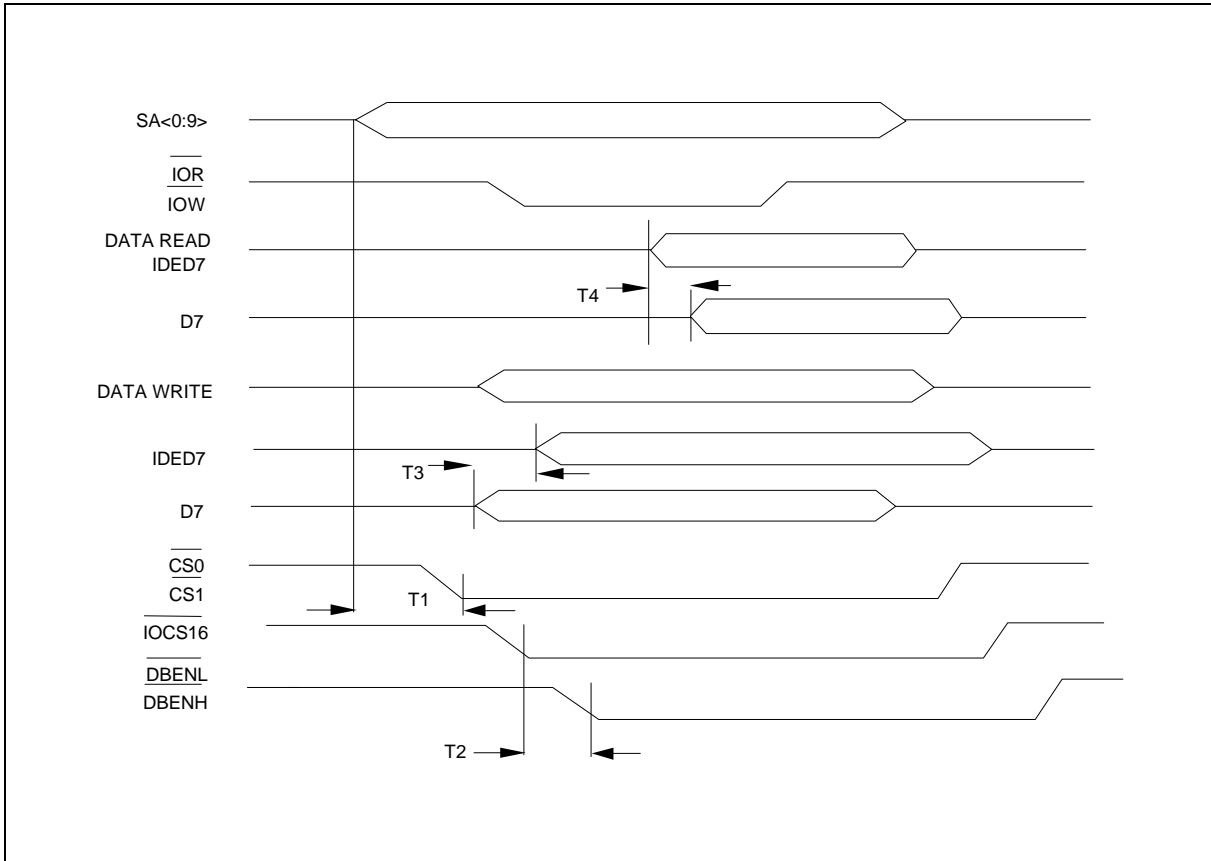 SA<0:9>
IOR
IOW
DATA READ
IDED7
T4
D7
DATA WRITE
IDED7
T3
D7
CS0
CS1
T1
IOCS16
DBENL
DBENH
T2